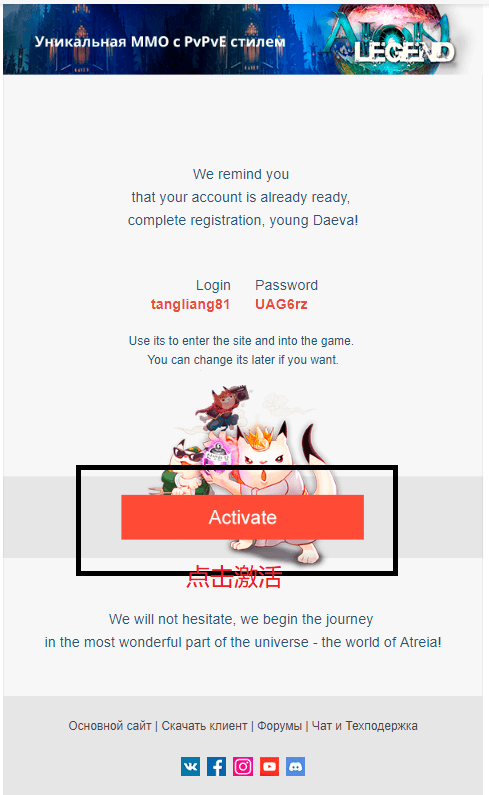 Уникальная ММО с PvPvE стилем
AION
LEGEND
We remind you
that your account is already ready,
complete registration, young Daeva!
Login Password
tangliang81 UAG6rz
Use its to enter the site and into the game.
You can change its later if you want.
Activate
点击激活
We will not hesitate, we begin the journey
in the most wonderful part of the universe - the world of Atreia!
Основной сайт | Скачать клиент | Форумы | Чат и Техподержка